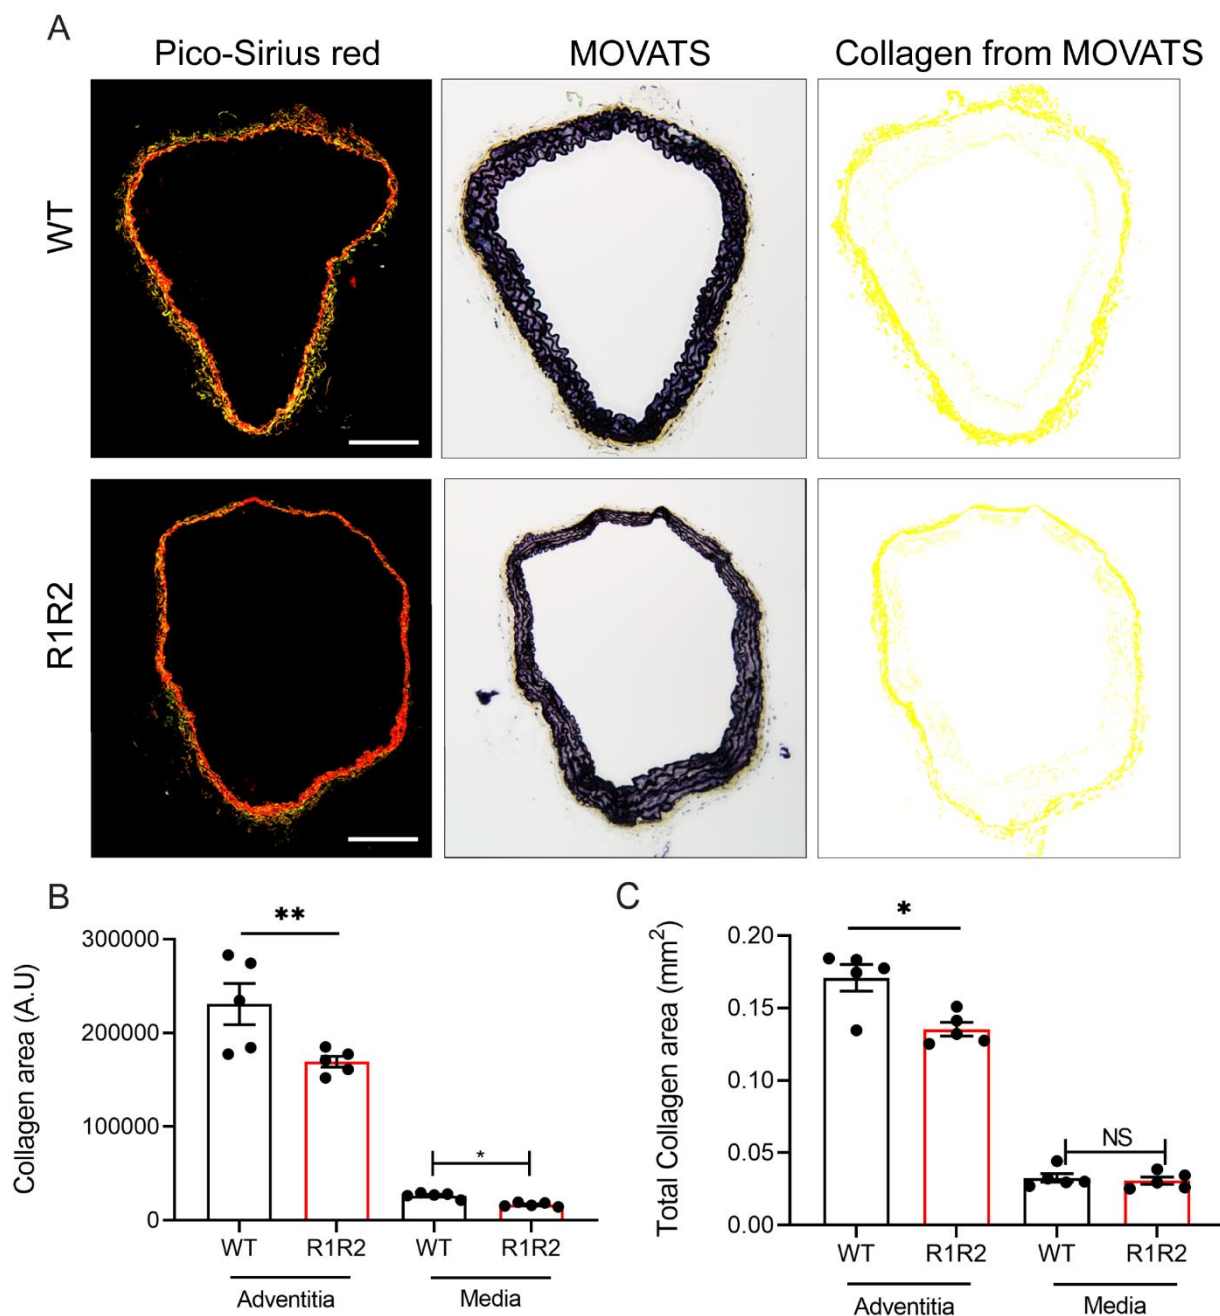 A
Pico-Sirius red
MOVATS
Collagen from MOVATS
WT
R1R2
B
Collagen area (A.U)
300000
200000
100000
0
**
*
WT
R1R2
WT
R1R2
Adventitia
Media
C
Total Collagen area (mm²)
0.20
0.15
0.10
0.05
0.00
*
NS
WT
R1R2
WT
R1R2
Adventitia
Media